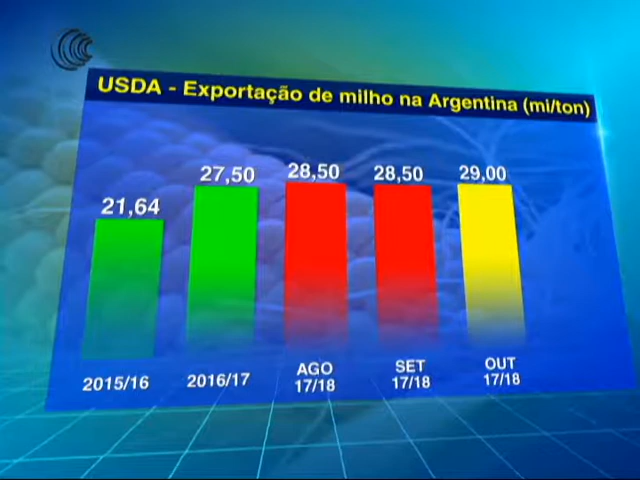 USDA - Exportação de milho na Argentina (mi/ton)
21,64
27,50
28,50
28,50
29,00
2015/16
2016/17
AGO
17/18
SET
17/18
OUT
17/18